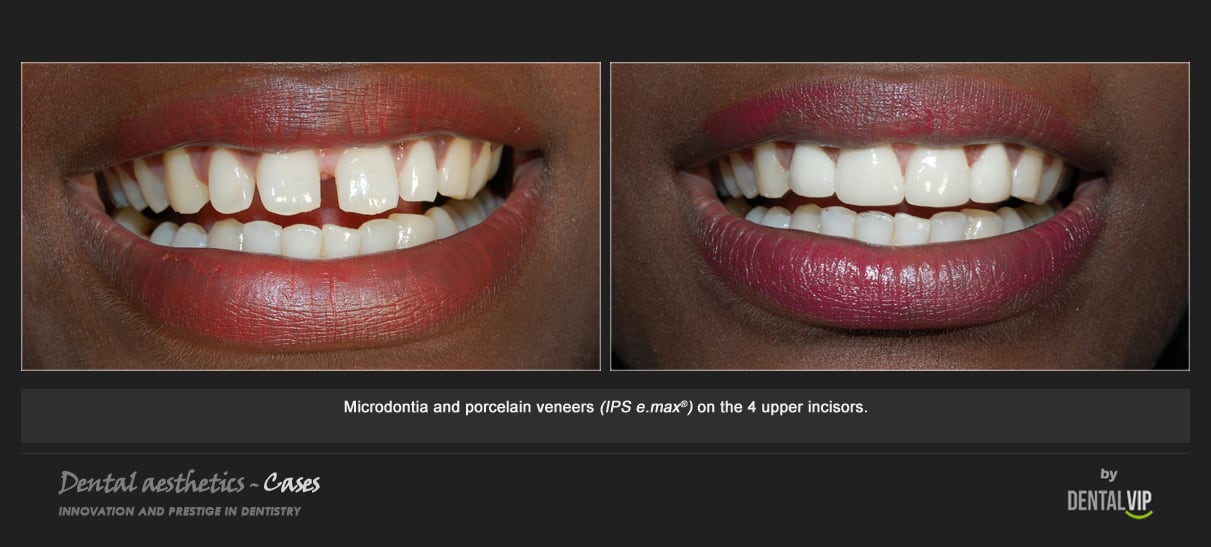 Microdontia and porcelain veneers (IPS e.max®) on the 4 upper incisors.
Dental aesthetics - Cases
INNOVATION AND PRESTIGE IN DENTISTRY
by
DENTALVIP